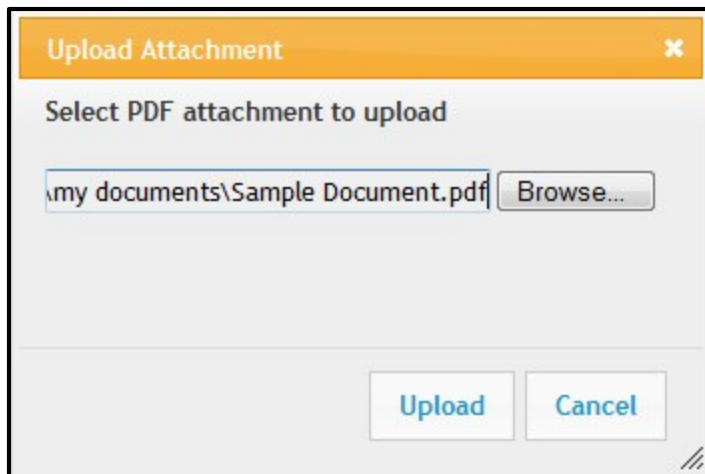 Upload Attachment
Select PDF attachment to upload
\my documents\Sample Document.pdf Browse...
Upload Cancel